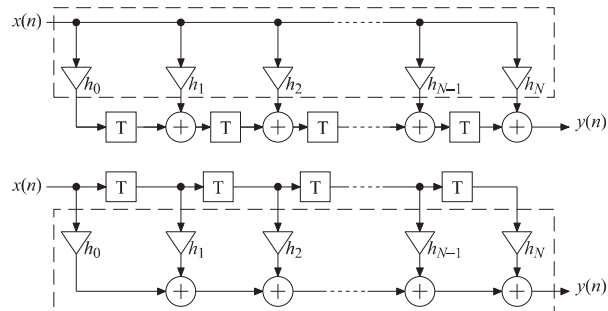 x(n)
h0 h1 h2 hN−1 hN
T + T + T + T + y(n)
x(n) T T T T
h0 h1 h2 hN−1 hN
+ + + + y(n)